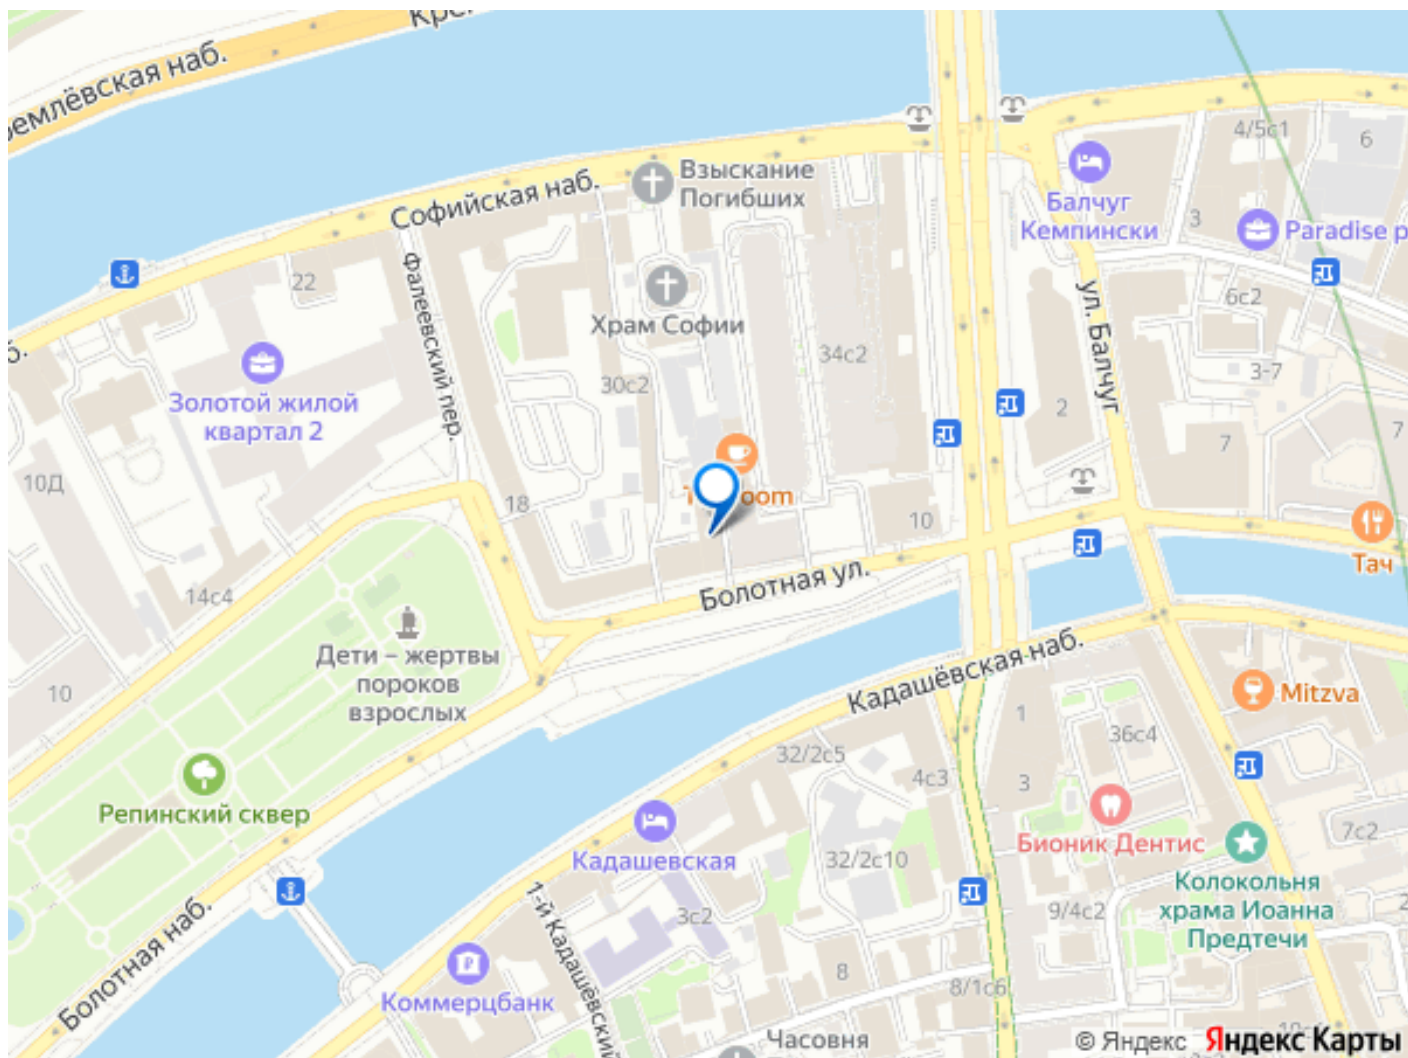 Кремлёвская наб.
4/5с1
6
Взыскание
Погибших
Софийская наб.
Балчуг
Кемпински
3
Paradise p
22
Фалеевский пер.
Храм Софии
ул. Балчуг
6с2
34с2
30с2
3-7
Золотой жилой
квартал 2
2
7
7
10Д
18
10
Тач
14с4
Болотная ул.
Дети – жертвы
пороков
взрослых
10
Кадашёвская наб.
Mitzva
1
36с4
32/2с5
4с3
3
Репинский сквер
Бионик Дентис
7с2
Кадашевская
32/2с10
Колокольня
храма Иоанна
Предтечи
9/4с2
3с2
Болотная наб.
1-й Кадашёвский
8
8/1с6
Коммерцбанк
Часовня
© Яндекс Яндекс Карты